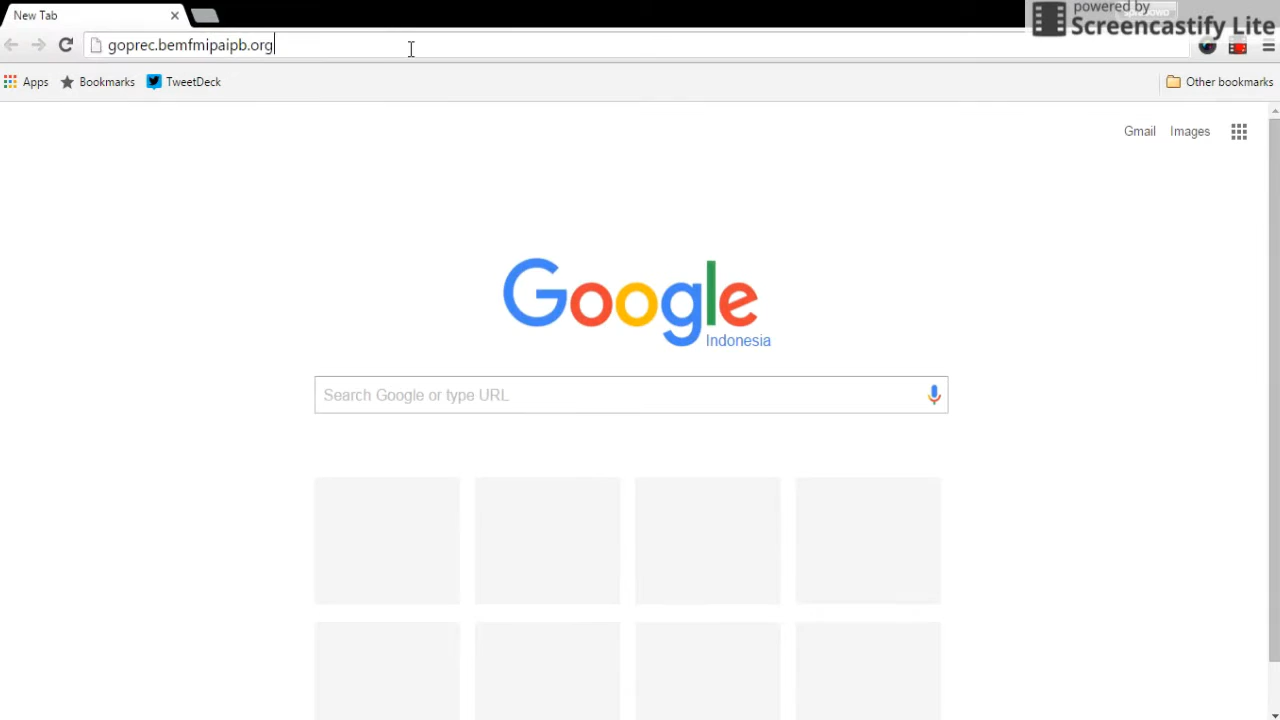 New Tab
powered by
Screencastify Lite
goprec.bemfmipaipb.org
Apps
Bookmarks
TweetDeck
Other bookmarks
Gmail
Images
Google
Indonesia
Search Google or type URL